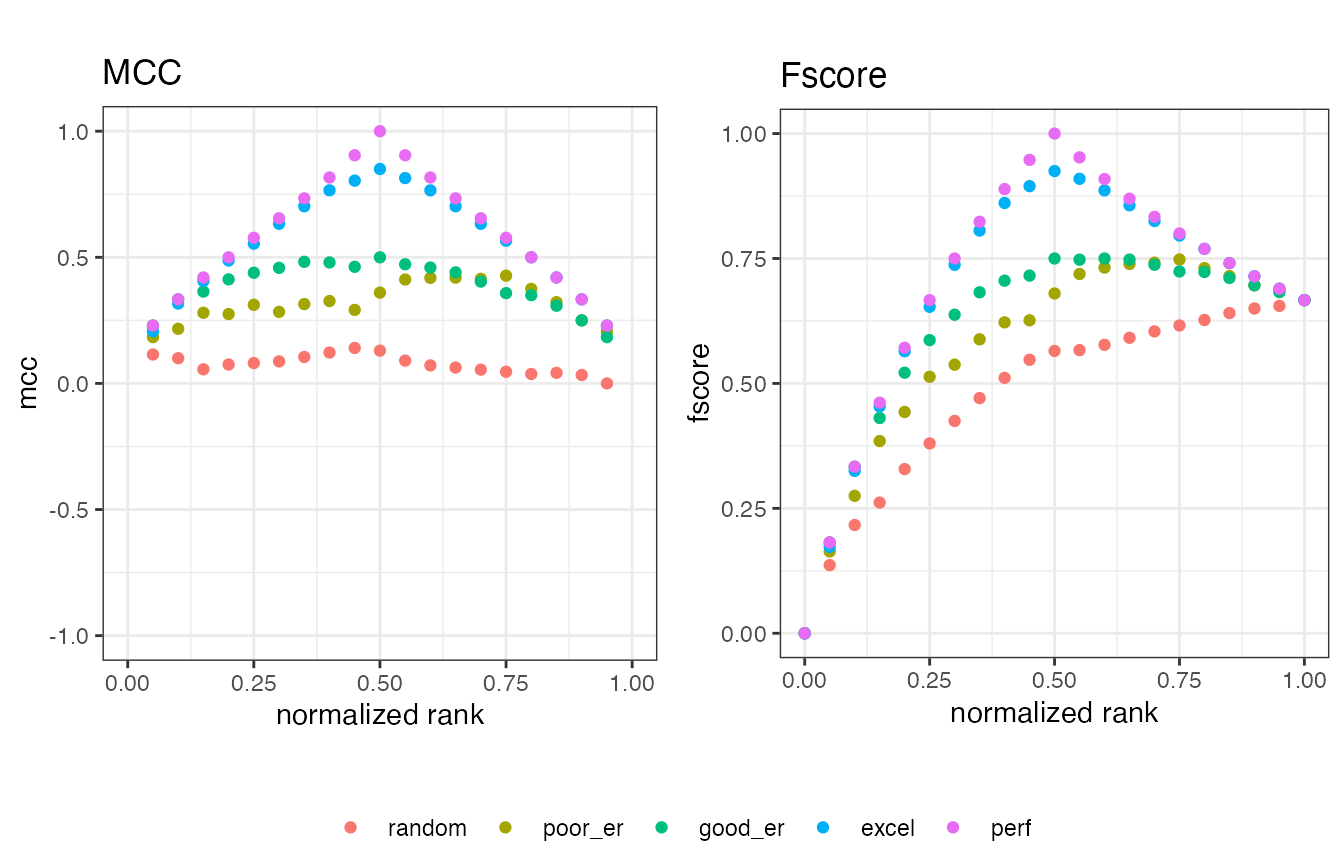 MCC
1.0
0.5
0.0
-0.5
-1.0
mcc
0.00 0.25 0.50 0.75 1.00
normalized rank
Fscore
1.00
0.75
0.50
0.25
0.00
fscore
0.00 0.25 0.50 0.75 1.00
normalized rank
random poor_er good_er excel perf